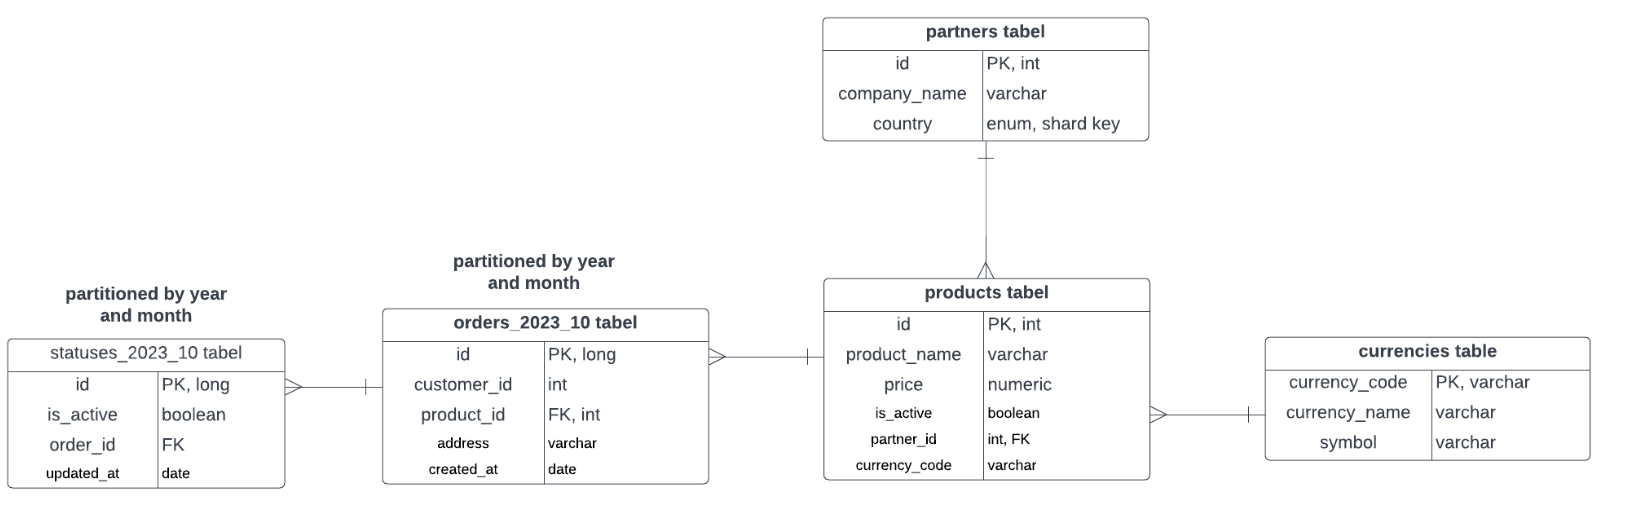 partners tabel
id PK, int
company_name varchar
country enum, shard key
partitioned by year
and month
statuses_2023_10 tabel
id PK, long
is_active boolean
order_id FK
updated_at date
partitioned by year
and month
orders_2023_10 tabel
id PK, long
customer_id int
product_id FK, int
address varchar
created_at date
products tabel
id PK, int
product_name varchar
price numeric
is_active boolean
partner_id int, FK
currency_code varchar
currencies table
currency_code PK, varchar
currency_name varchar
symbol varchar